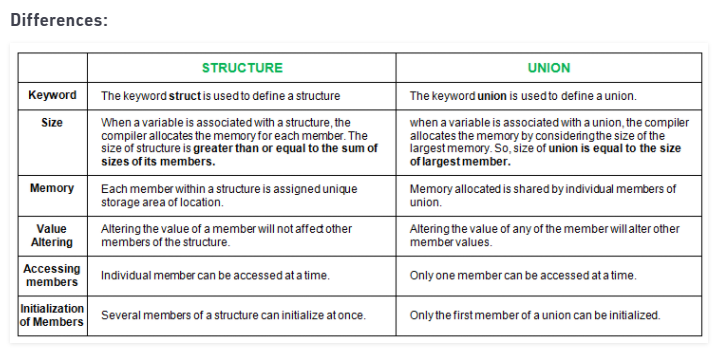 Differences:
STRUCTURE UNION
Keyword The keyword struct is used to define a structure The keyword union is used to define a union.
Size When a variable is associated with a structure, the when a variable is associated with a union, the compiler
compiler allocates the memory for each member. The allocates the memory by considering the size of the
size of structure is greater than or equal to the sum of largest memory. So, size of union is equal to the size
sizes of its members. of largest member.
Memory Each member within a structure is assigned unique Memory allocated is shared by individual members of
storage area of location. union.
Value Altering the value of a member will not affect other Altering the value of any of the member will alter other
Altering members of the structure. member values.
Accessing
members Individual member can be accessed at a time. Only one member can be accessed at a time.
Initialization
of Members Several members of a structure can initialize at once. Only the first member of a union can be initialized.